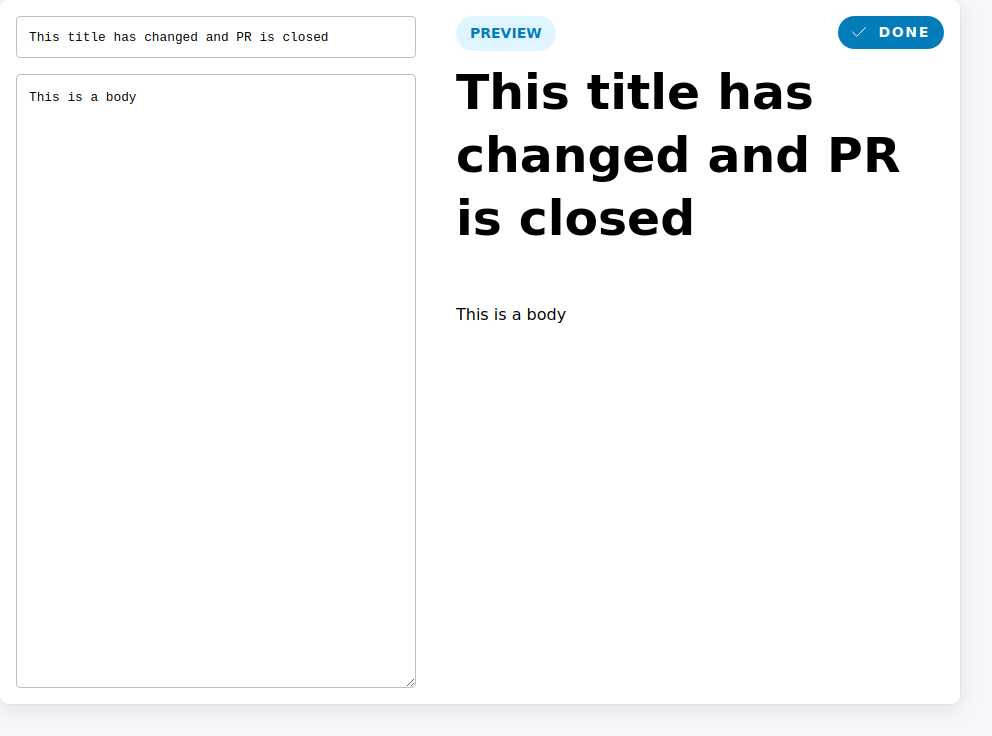 This title has changed and PR is closed
This is a body
PREVIEW
DONE
This title has
changed and PR
is closed
This is a body